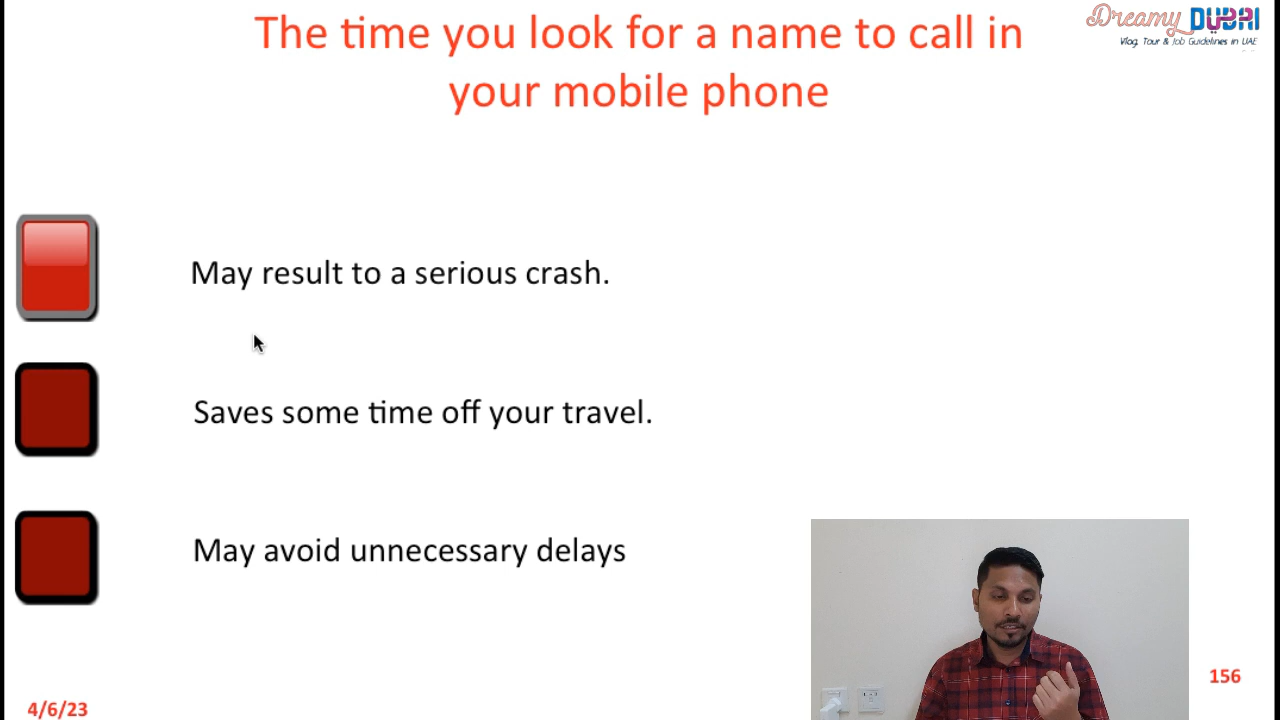 The time you look for a name to call in
your mobile phone
Dreamy DUBAI
Vlog, Tour & Job Guidelines in UAE
May result to a serious crash.
Saves some time off your travel.
May avoid unnecessary delays
156
4/6/23